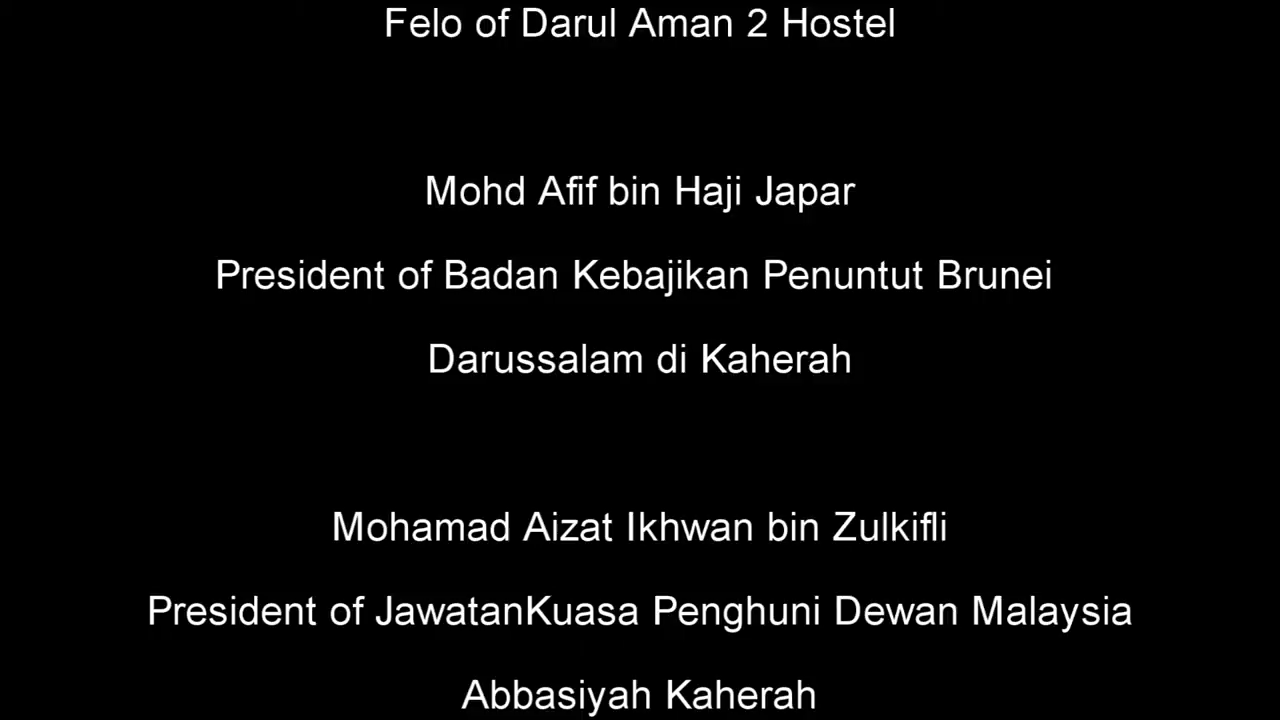 Felo of Darul Aman 2 Hostel
Mohd Afif bin Haji Japar
President of Badan Kebajikan Penuntut Brunei
Darussalam di Kaherah
Mohamad Aizat Ikhwan bin Zulkifli
President of JawatanKuasa Penghuni Dewan Malaysia
Abbasiyah Kaherah